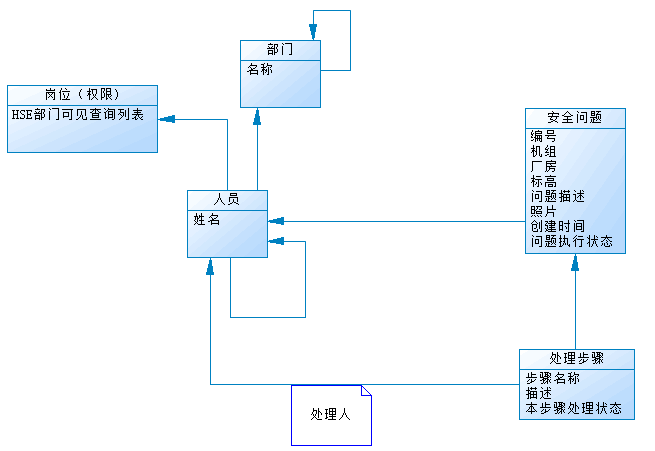 部门
名称
岗位（权限）
HSE部门可见查询列表
安全问题
编号
机组
厂房
标高
问题描述
照片
创建时间
问题执行状态
人员
姓名
处理步骤
步骤名称
描述
本步骤处理状态
处理人